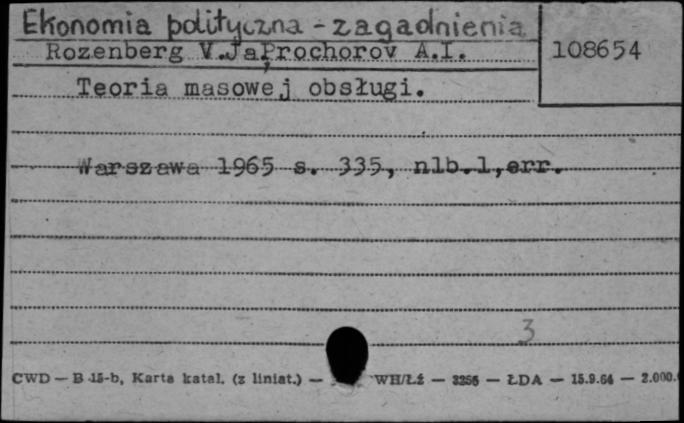 Ekonomia polityczna - zagadnienia
Rozenberg V.Ja, Prochorov A.I.
108654
Teoria masowej obsługi.
Warszawa 1965 s. 335, nlb.1,err.
3
CWD — B 15-b, Karta katal. (z liniat.) — WH/Łź — 3256 — ŁDA — 15.9.64 — 2.000.